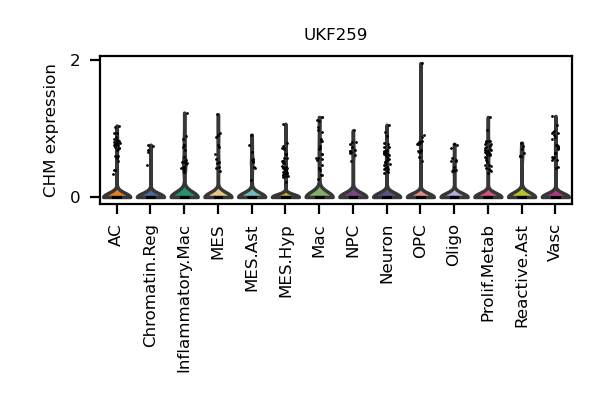 UKF259
CHM expression
2
0
AC
Chromatin.Reg
Inflammatory.Mac
MES
MES.Ast
MES.Hyp
Mac
NPC
Neuron
OPC
Oligo
Prolif.Metab
Reactive.Ast
Vasc